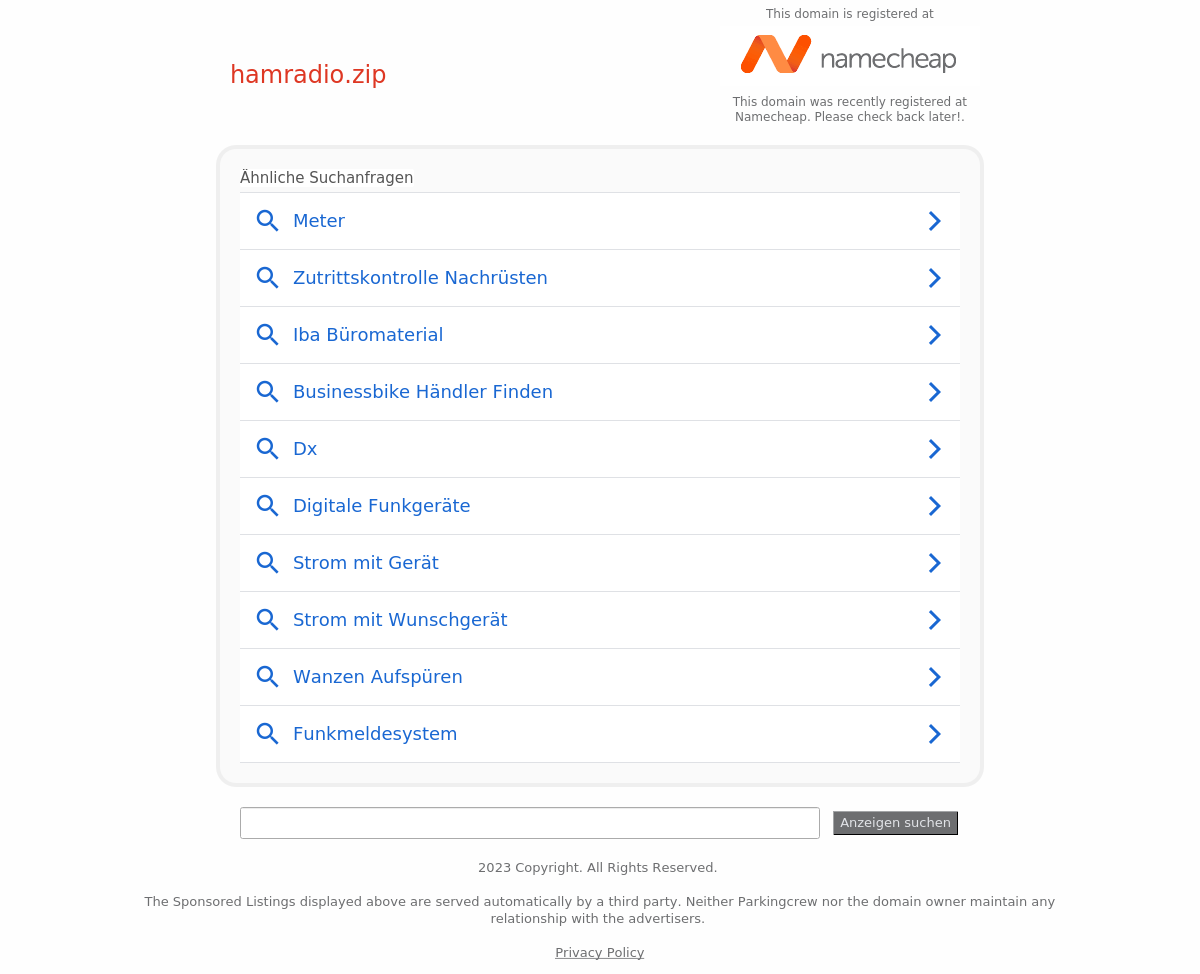 This domain is registered at
namecheap
hamradio.zip
This domain was recently registered at
Namecheap. Please check back later!.
Ähnliche Suchanfragen
Meter
Zutrittskontrolle Nachrüsten
Iba Büromaterial
Businessbike Händler Finden
Dx
Digitale Funkgeräte
Strom mit Gerät
Strom mit Wunschgerät
Wanzen Aufspüren
Funkmeldesystem
Anzeigen suchen
2023 Copyright. All Rights Reserved.
The Sponsored Listings displayed above are served automatically by a third party. Neither Parkingcrew nor the domain owner maintain any
relationship with the advertisers.
Privacy Policy